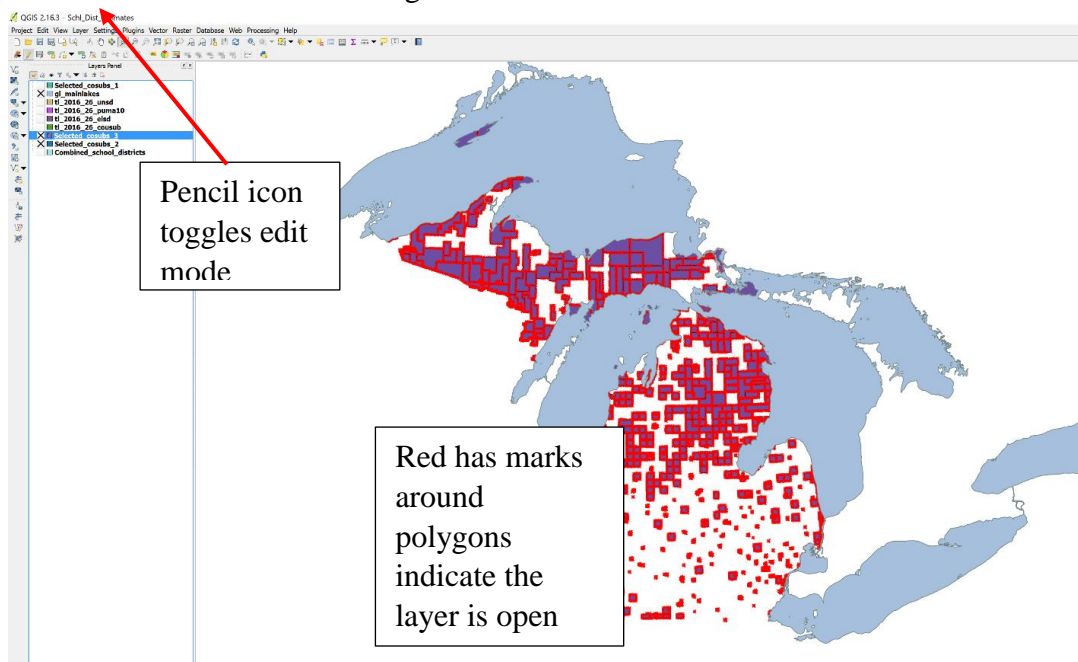 QGIS 2.16.3 - Schl_Dist_ mates
Project Edit View Layer Settings Plugins Vector Raster Database Web Processing Help
Layers Panel
Selected_cosubs_1
gl_mainlakes
tl_2016_26_unsd
tl_2016_26_puma10
tl_2016_26_elsd
tl_2016_26_cousub
Selected_cosubs_3
Selected_cosubs_2
Combined_school_districts
Pencil icon
toggles edit
mode
Red has marks
around
polygons
indicate the
layer is open